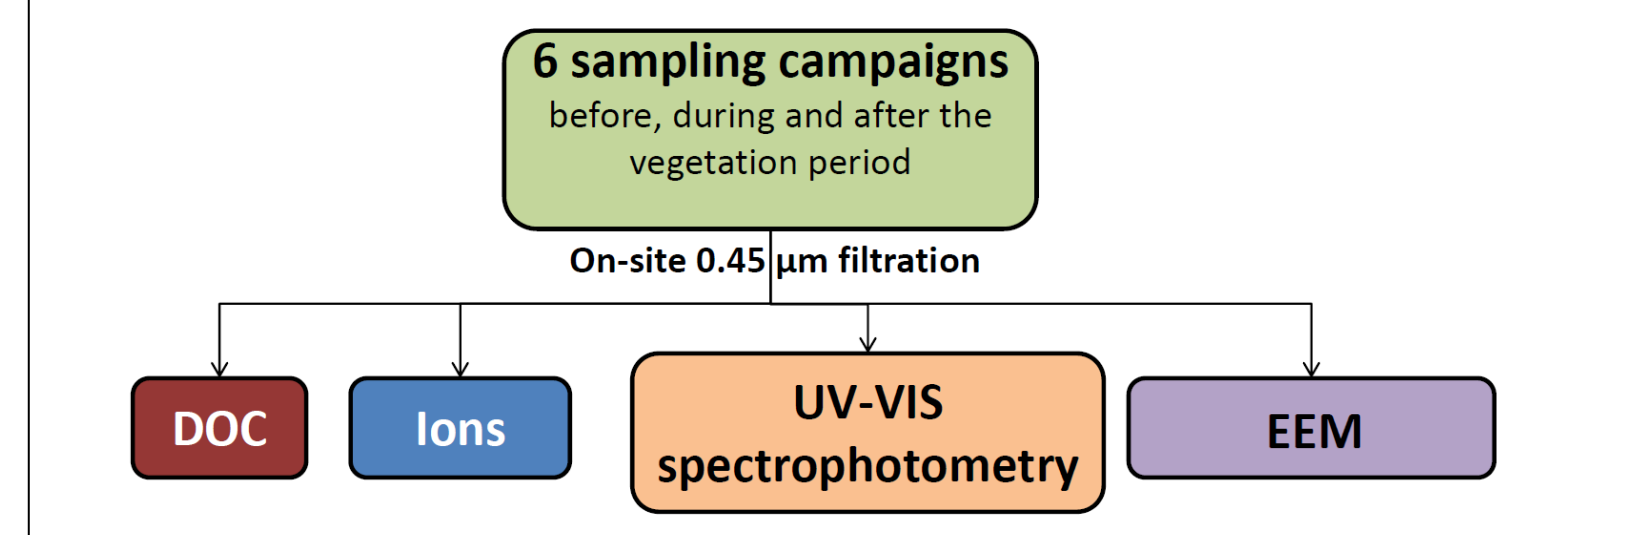 6 sampling campaigns
before, during and after the
vegetation period
On-site 0.45 µm filtration
DOC
Ions
UV-VIS
spectrophotometry
EEM